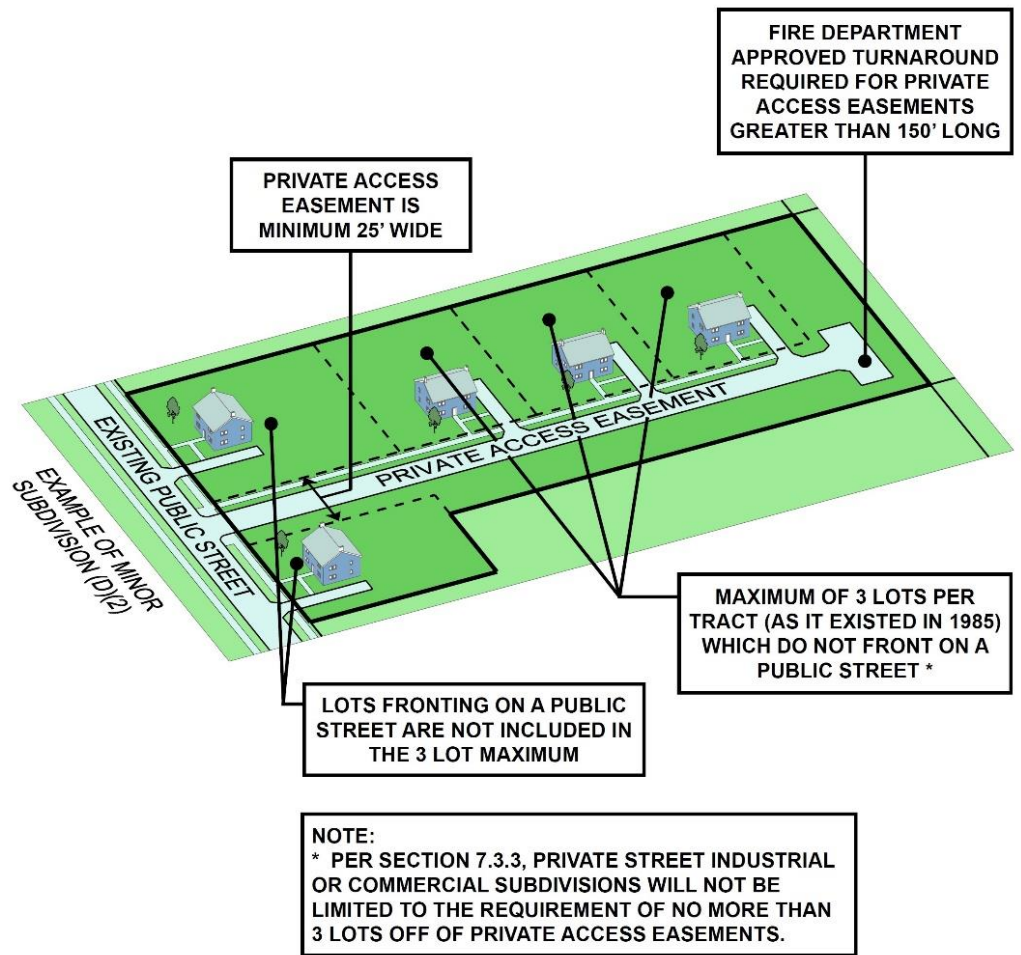 FIRE DEPARTMENT
APPROVED TURNAROUND
REQUIRED FOR PRIVATE
ACCESS EASEMENTS
GREATER THAN 150' LONG
PRIVATE ACCESS
EASEMENT IS
MINIMUM 25' WIDE
EXISTING PUBLIC STREET
PRIVATE ACCESS EASEMENT
EXAMPLE OF MINOR
SUBDIVISION (D)(2)
MAXIMUM OF 3 LOTS PER
TRACT (AS IT EXISTED IN 1985)
WHICH DO NOT FRONT ON A
PUBLIC STREET *
LOTS FRONTING ON A PUBLIC
STREET ARE NOT INCLUDED IN
THE 3 LOT MAXIMUM
NOTE:
* PER SECTION 7.3.3, PRIVATE STREET INDUSTRIAL
OR COMMERCIAL SUBDIVISIONS WILL NOT BE
LIMITED TO THE REQUIREMENT OF NO MORE THAN
3 LOTS OFF OF PRIVATE ACCESS EASEMENTS.